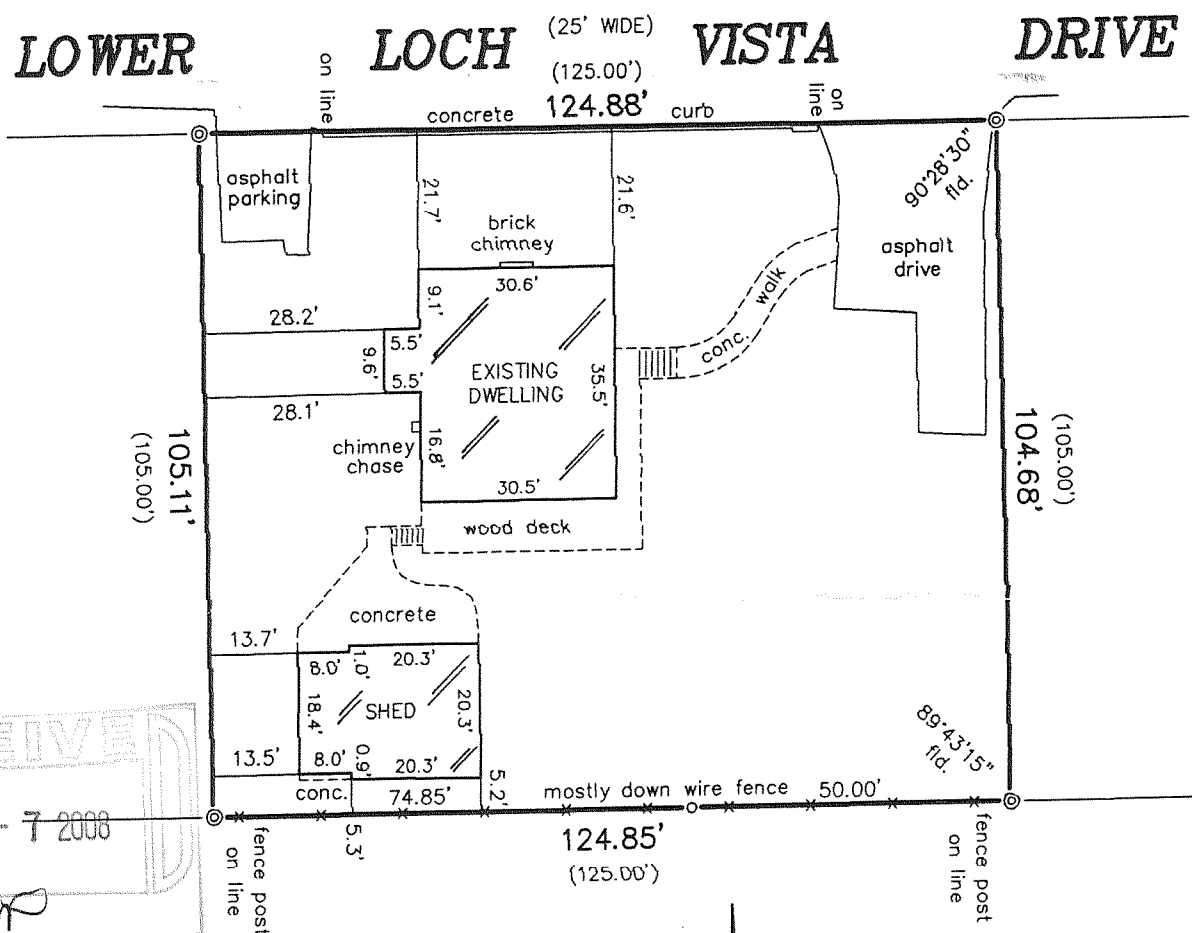 (25' WIDE)
LOWER LOCH VISTA DRIVE
(125.00')
on line
on line
concrete 124.88' curb
asphalt
parking
21.7'
21.6'
brick
chimney
90°28'30"
fld.
asphalt
drive
30.6'
9.1'
28.2'
5.5'
9.6'
5.5'
28.1'
EXISTING
DWELLING
35.5'
conc. walk
105.11'
(105.00')
104.68'
(105.00')
chimney
chase
16.8'
30.5'
wood deck
concrete
13.7'
8.0'
1.0'
20.3'
18.4'
SHED
20.3'
13.5'
8.0'
0.9'
20.3'
conc.
74.85'
5.2'
5.3'
mostly down wire fence
50.00'
89°43'15"
fld.
124.85'
(125.00')
fence post
on line
fence post
on line
EIVE
- 7 2008